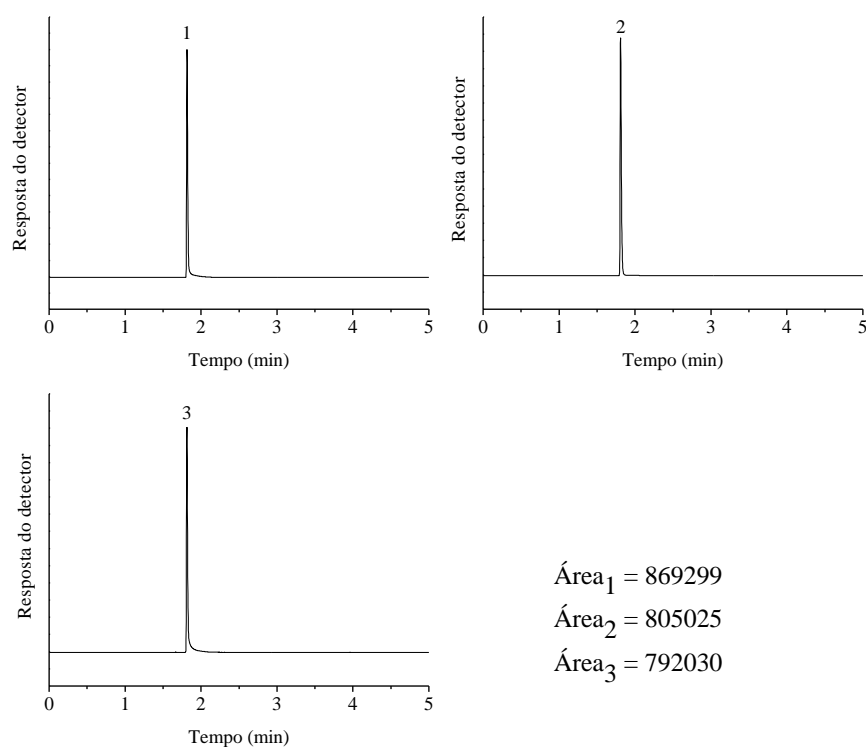 1
Resposta do detector
0 1 2 3 4 5
Tempo (min)
2
Resposta do detector
0 1 2 3 4 5
Tempo (min)
3
Resposta do detector
0 1 2 3 4 5
Tempo (min)
Área1 = 869299
Área2 = 805025
Área3 = 792030